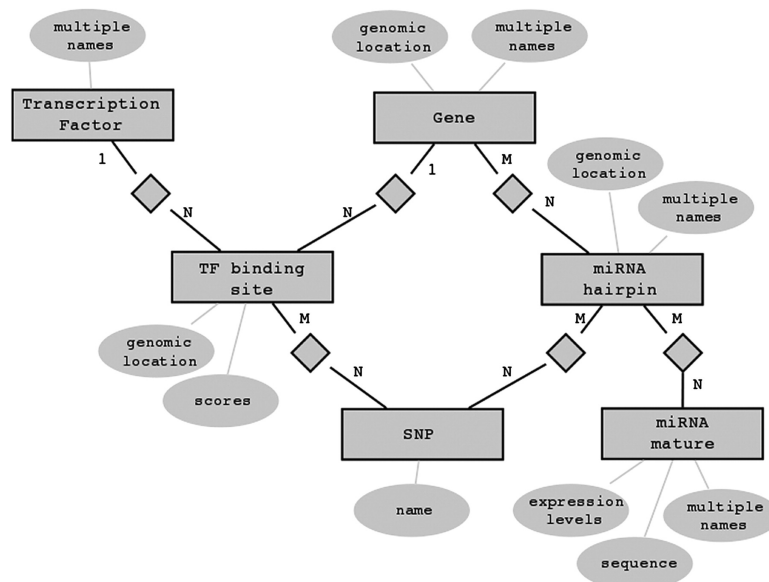 multiple
names
genomic
location
multiple
names
Transcription
Factor
Gene
1
1
M
genomic
location
multiple
names
N
N
N
TF binding
site
miRNA
hairpin
M
M
M
genomic
location
scores
N
N
N
SNP
miRNA
mature
name
expression
levels
multiple
names
sequence